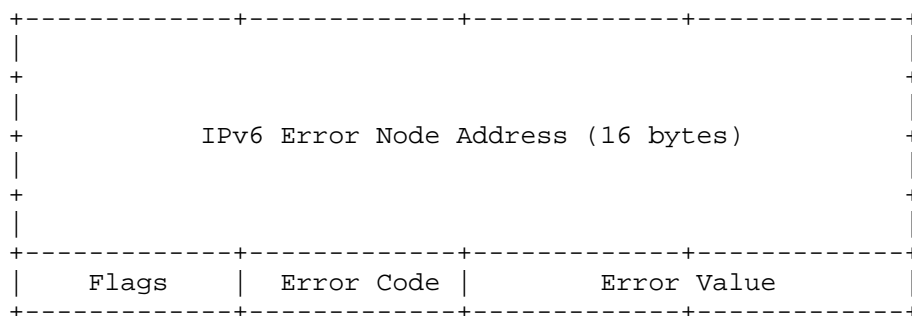 IPv6 Error Node Address (16 bytes)
Flags | Error Code | Error Value